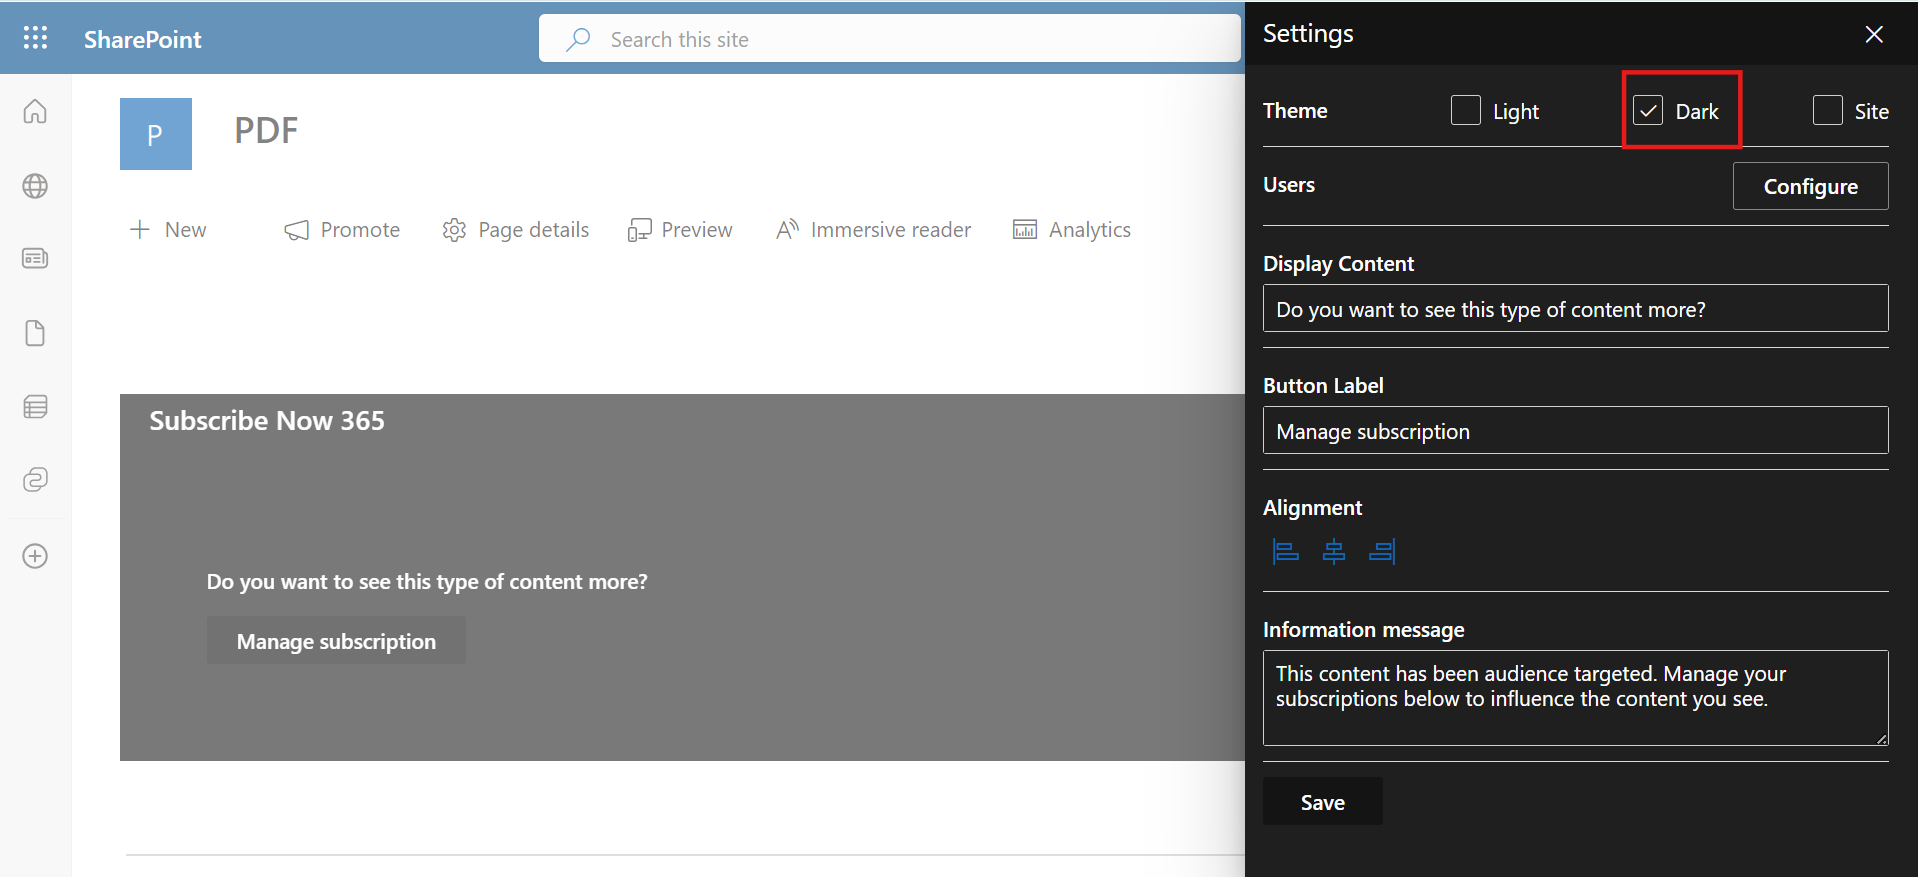 SharePoint
Search this site
Settings
P
PDF
Theme
Light
Dark
Site
Users
Configure
New
Promote
Page details
Preview
Immersive reader
Analytics
Display Content
Do you want to see this type of content more?
Button Label
Manage subscription
Subscribe Now 365
Do you want to see this type of content more?
Manage subscription
Alignment
Information message
This content has been audience targeted. Manage your
subscriptions below to influence the content you see.
Save